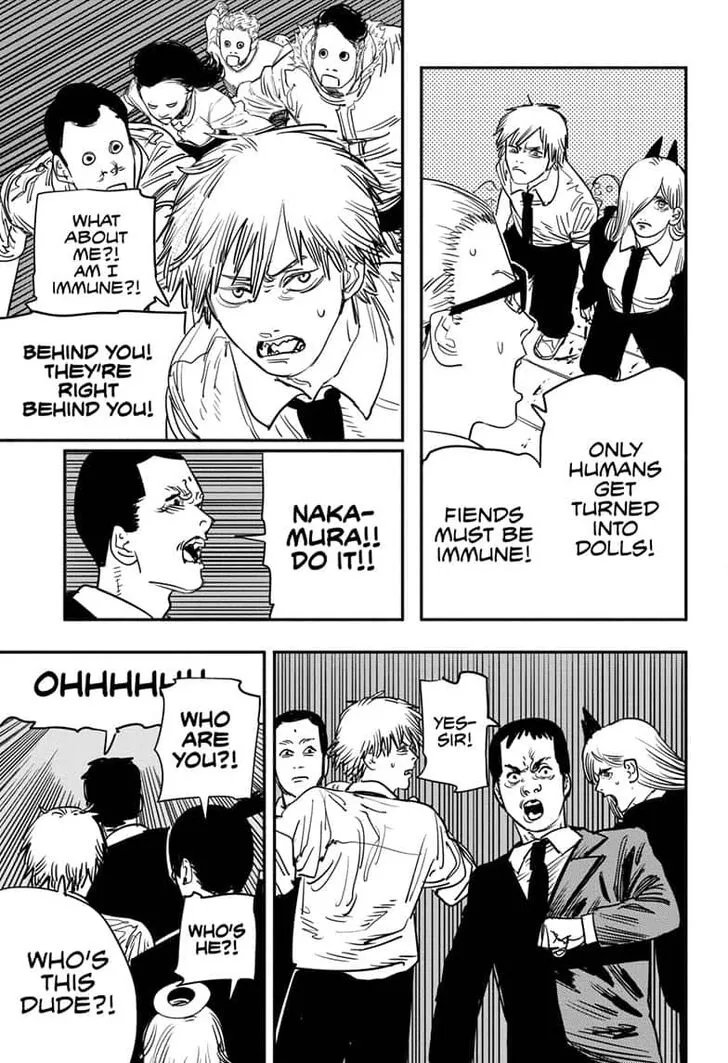 ONLY
HUMANS
GET
TURNED
INTO
DOLLS!
FIENDS
MUST BE
IMMUNE!
WHAT
ABOUT
ME?!
AM I
IMMUNE?!
BEHIND YOU!
THEY'RE
RIGHT
BEHIND YOU!
NAKA-
MURA!!
DO IT!!
YES-
SIR!
OHHHHHH
WHO
ARE
YOU?!
WHO'S
HE?!
WHO'S
THIS
DUDE?!